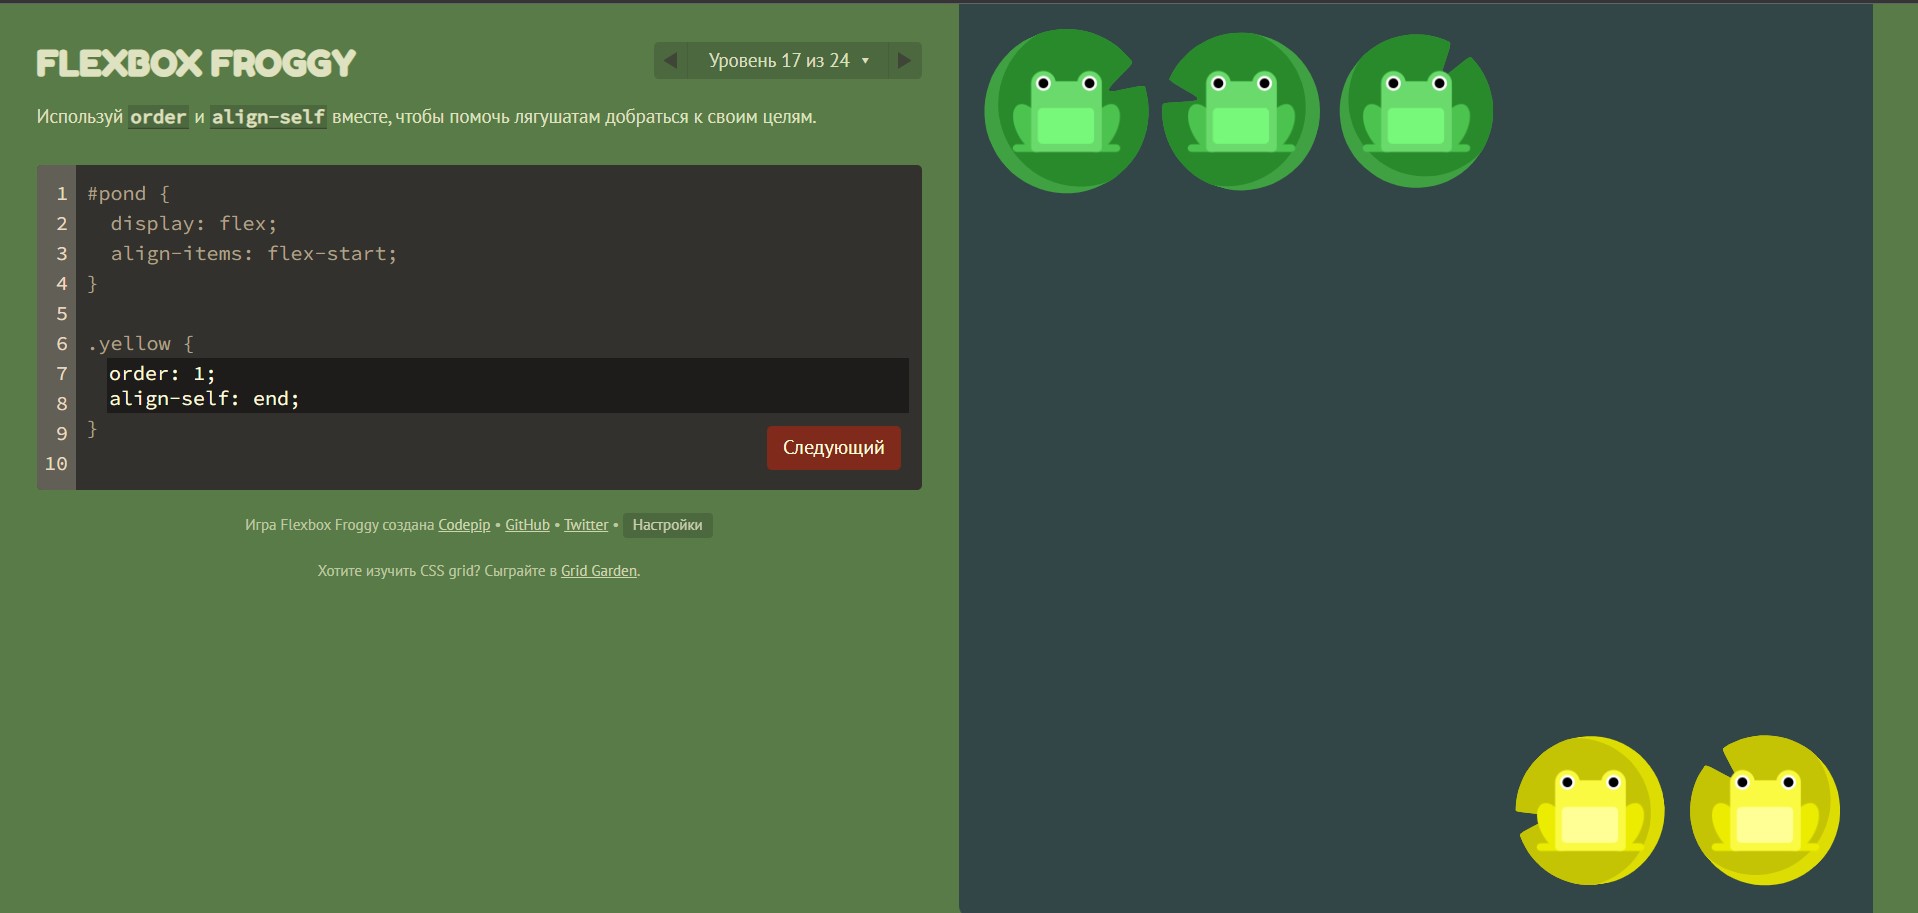 FLEXBOX FROGGY
◀ Уровень 17 из 24 ▾ ▶
Используй order и align-self вместе, чтобы помочь лягушатам добраться к своим целям.
1 #pond {
2   display: flex;
3   align-items: flex-start;
4 }
5
6 .yellow {
7   order: 1;
8   align-self: end;
9 }
10
Следующий
Игра Flexbox Froggy создана Codepip • GitHub • Twitter • Настройки
Хотите изучить CSS grid? Сыграйте в Grid Garden.